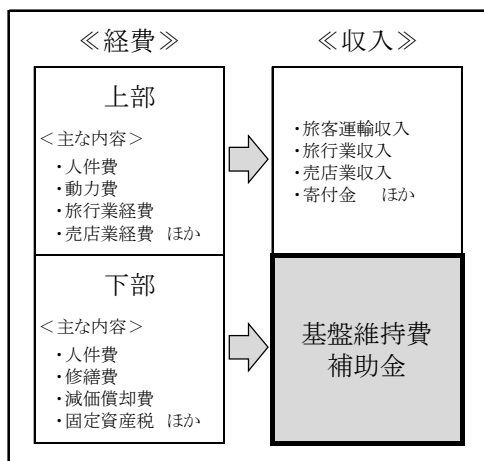 ≪経費≫
≪収入≫
上部
＜主な内容＞
・人件費
・動力費
・旅行業経費
・売店業経費 ほか
・旅客運輸収入
・旅行業収入
・売店業収入
・寄付金 ほか
下部
＜主な内容＞
・人件費
・修繕費
・減価償却費
・固定資産税 ほか
基盤維持費
補助金